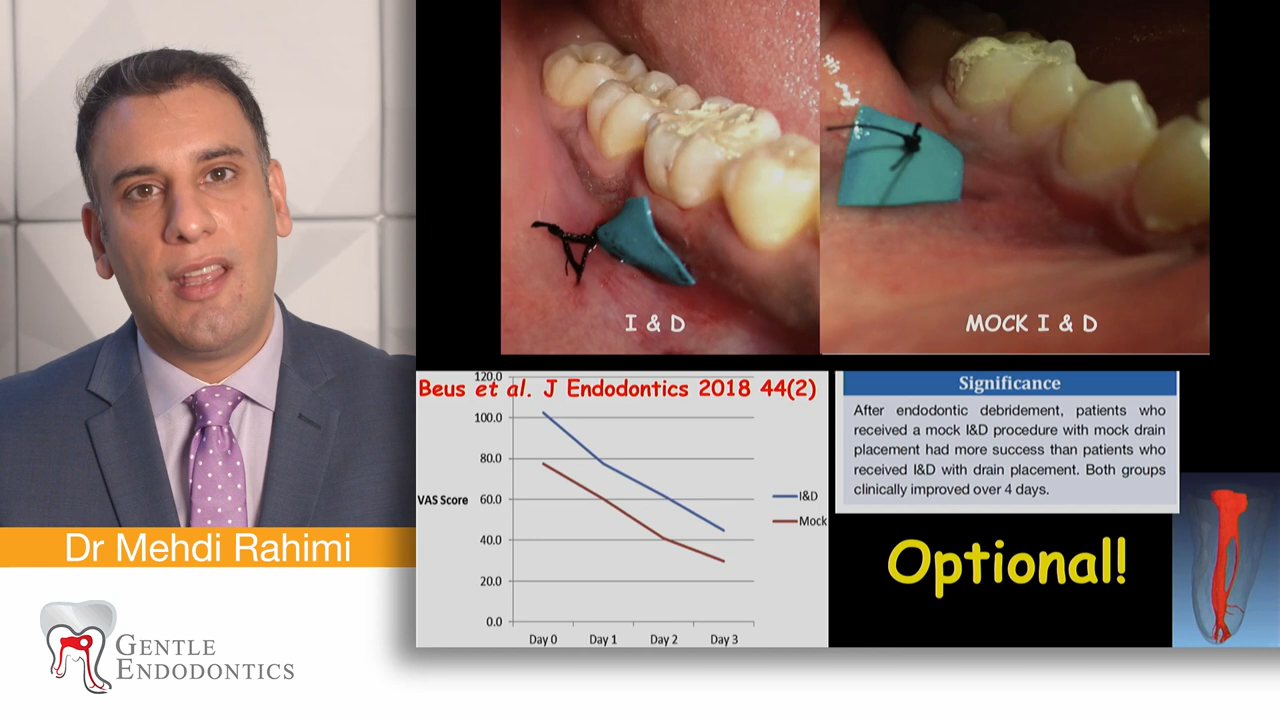 I & D
MOCK I & D
Beus et al. J Endodontics 2018 44(2)
120.0
100.0
80.0
60.0
40.0
20.0
0.0
VAS Score
I&D
Mock
Day 0 Day 1 Day 2 Day 3
Significance
After endodontic debridement, patients who
received a mock I&D procedure with mock drain
placement had more success than patients who
received I&D with drain placement. Both groups
clinically improved over 4 days.
Optional!
Dr Mehdi Rahimi
GENTLE
ENDODONTICS